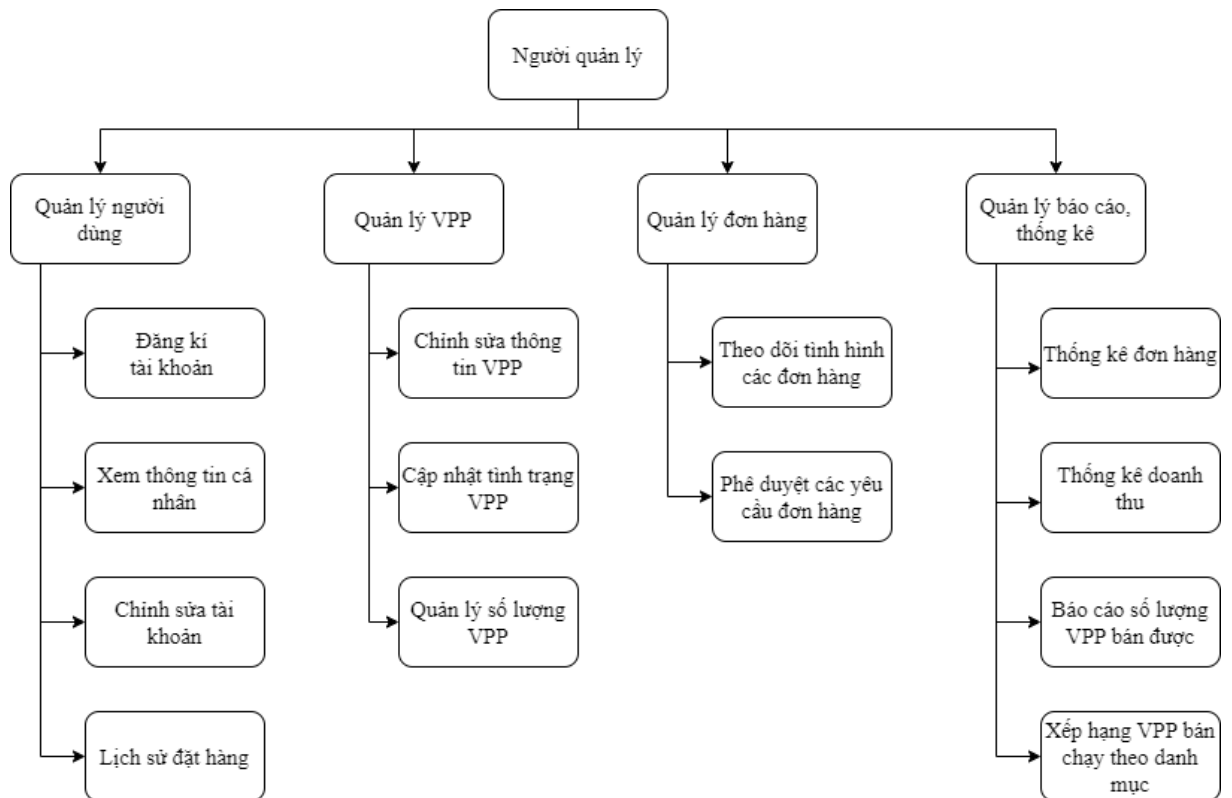 Người quản lý
Quản lý người
dùng
Quản lý VPP
Quản lý đơn hàng
Quản lý báo cáo,
thống kê
Đăng kí
tài khoản
Xem thông tin cá
nhân
Chỉnh sửa tài
khoản
Lịch sử đặt hàng
Chỉnh sửa thông
tin VPP
Cập nhật tình trạng
VPP
Quản lý số lượng
VPP
Theo dõi tình hình
các đơn hàng
Phê duyệt các yêu
cầu đơn hàng
Thống kê đơn hàng
Thống kê doanh
thu
Báo cáo số lượng
VPP bán được
Xếp hạng VPP bán
chạy theo danh
mục